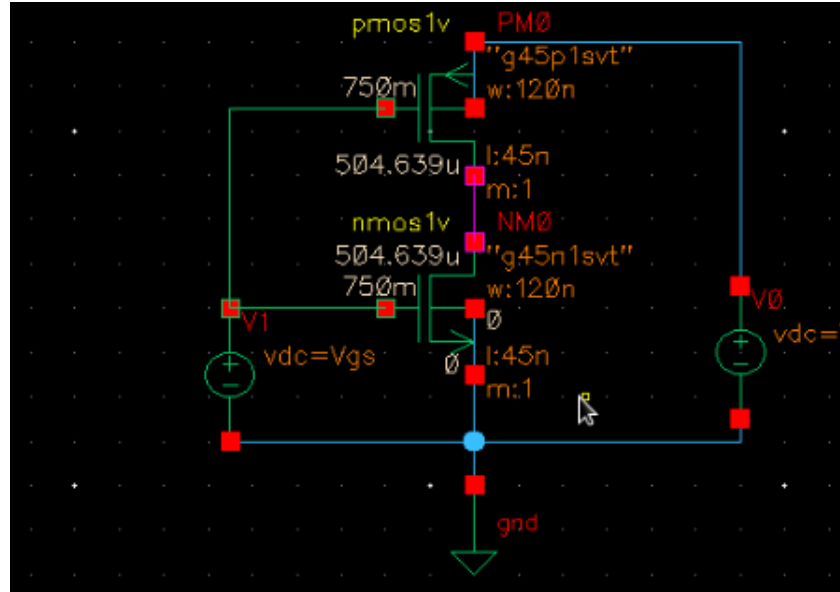 pmos1v PM0
"g45p1svt"
750m w:120n
504.639u l:45n
m:1
nmos1v NM0
504.639u "g45n1svt"
750m w:120n
0
V1 V0
vdc=Vgs vdc=
0 l:45n
m:1
gnd